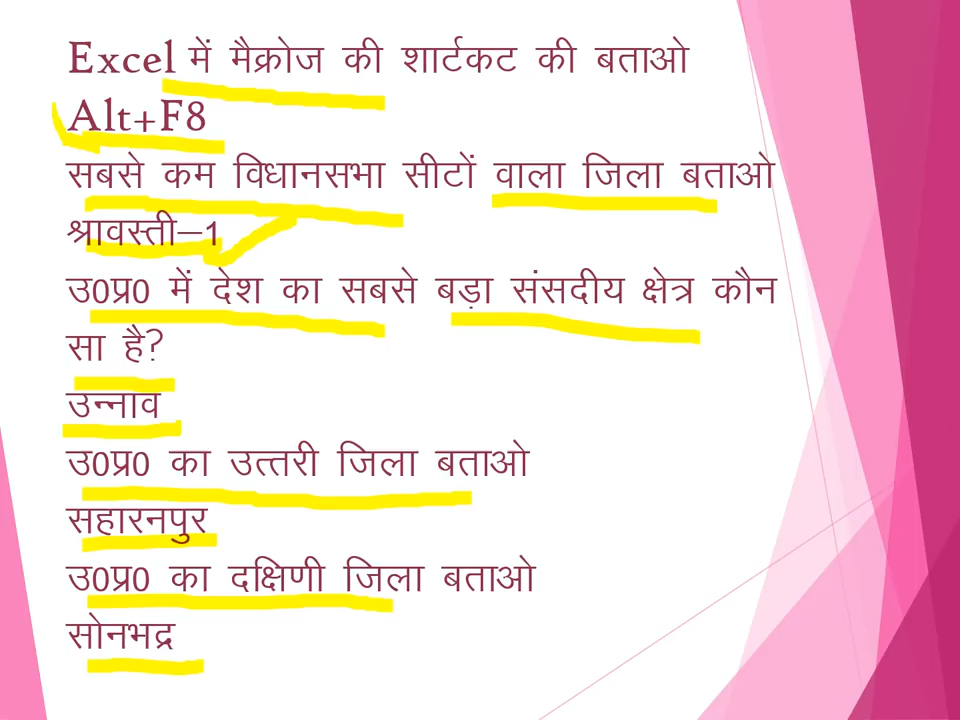 Excel में मैक्रोज की शार्टकट की बताओ
Alt+F8
सबसे कम विधानसभा सीटों वाला जिला बताओ
श्रावस्ती–1
उ0प्र0 में देश का सबसे बड़ा संसदीय क्षेत्र कौन
सा है?
उन्नाव
उ0प्र0 का उत्तरी जिला बताओ
सहारनपुर
उ0प्र0 का दक्षिणी जिला बताओ
सोनभद्र